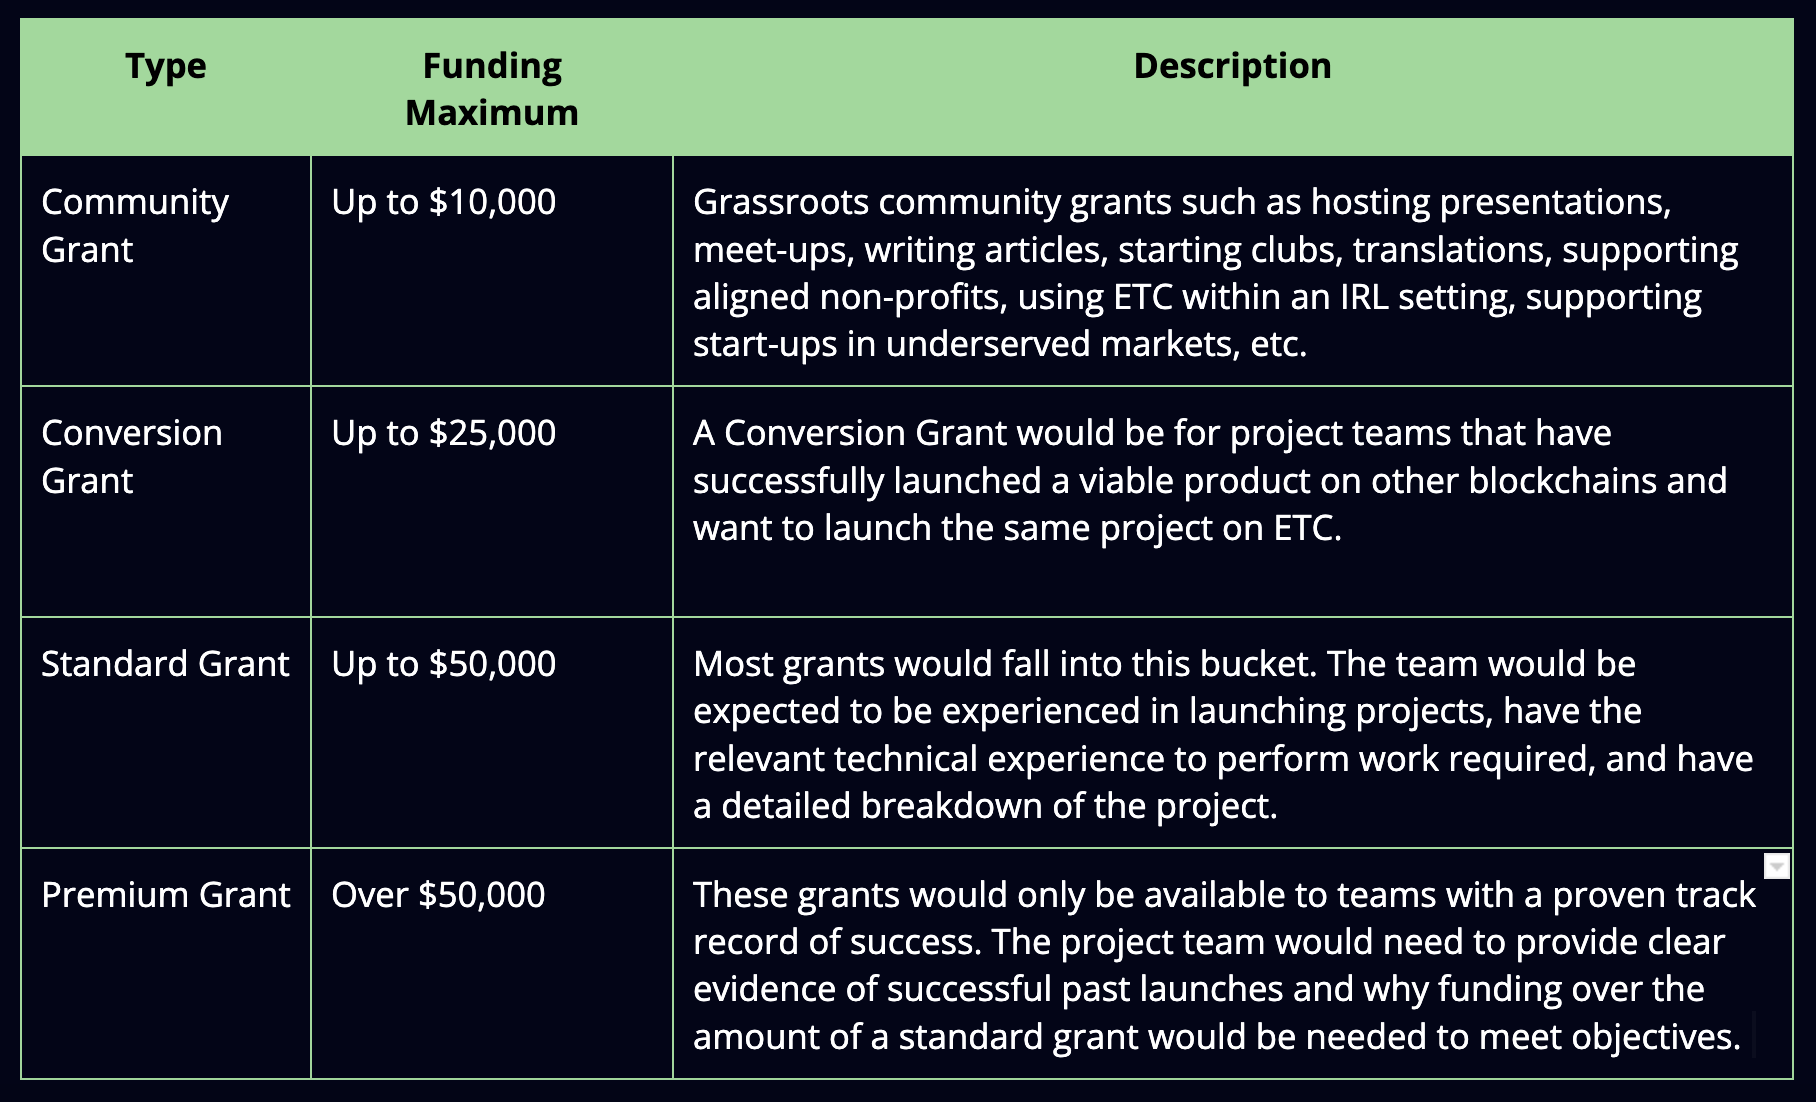 Type
Funding
Maximum
Description
Community
Grant
Up to $10,000
Grassroots community grants such as hosting presentations,
meet-ups, writing articles, starting clubs, translations, supporting
aligned non-profits, using ETC within an IRL setting, supporting
start-ups in underserved markets, etc.
Conversion
Grant
Up to $25,000
A Conversion Grant would be for project teams that have
successfully launched a viable product on other blockchains and
want to launch the same project on ETC.
Standard Grant
Up to $50,000
Most grants would fall into this bucket. The team would be
expected to be experienced in launching projects, have the
relevant technical experience to perform work required, and have
a detailed breakdown of the project.
Premium Grant
Over $50,000
These grants would only be available to teams with a proven track
record of success. The project team would need to provide clear
evidence of successful past launches and why funding over the
amount of a standard grant would be needed to meet objectives.